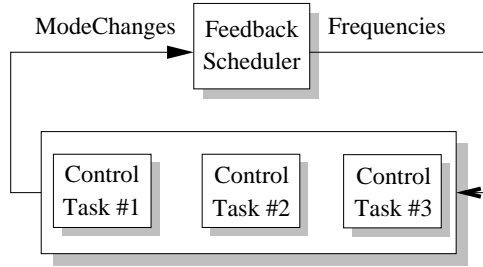 ModeChanges
Feedback
Scheduler
Frequencies
Control
Task #1
Control
Task #2
Control
Task #3